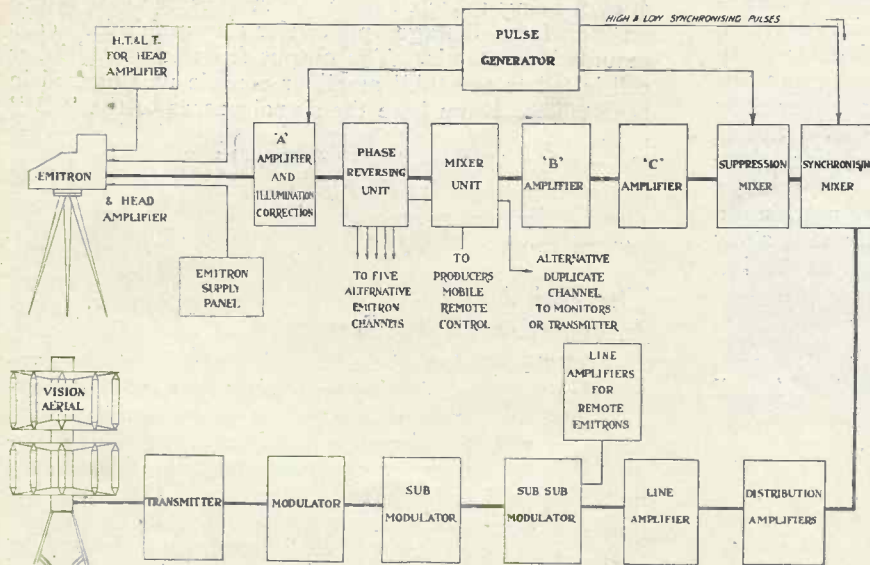 H.T.& L.T.
FOR HEAD
AMPLIFIER
PULSE
GENERATOR
HIGH & LOW SYNCHRONISING PULSES
EMITRON
& HEAD
AMPLIFIER
EMITRON
SUPPLY
PANEL
'A'
AMPLIFIER
AND
ILLUMINATION
CORRECTION
PHASE
REVERSING
UNIT
MIXER
UNIT
'B'
AMPLIFIER
'C'
AMPLIFIER
SUPPRESSION
MIXER
SYNCHRONISING
MIXER
TO FIVE
ALTERNATIVE
EMITRON
CHANNELS
TO
PRODUCERS
MOBILE
REMOTE
CONTROL
ALTERNATIVE
DUPLICATE
CHANNEL
TO MONITORS
OR TRANSMITTER
LINE
AMPLIFIERS
FOR
REMOTE
EMITRONS
VISION
AERIAL
TRANSMITTER
MODULATOR
SUB
MODULATOR
SUB SUB
MODULATOR
LINE
AMPLIFIER
DISTRIBUTION
AMPLIFIERS